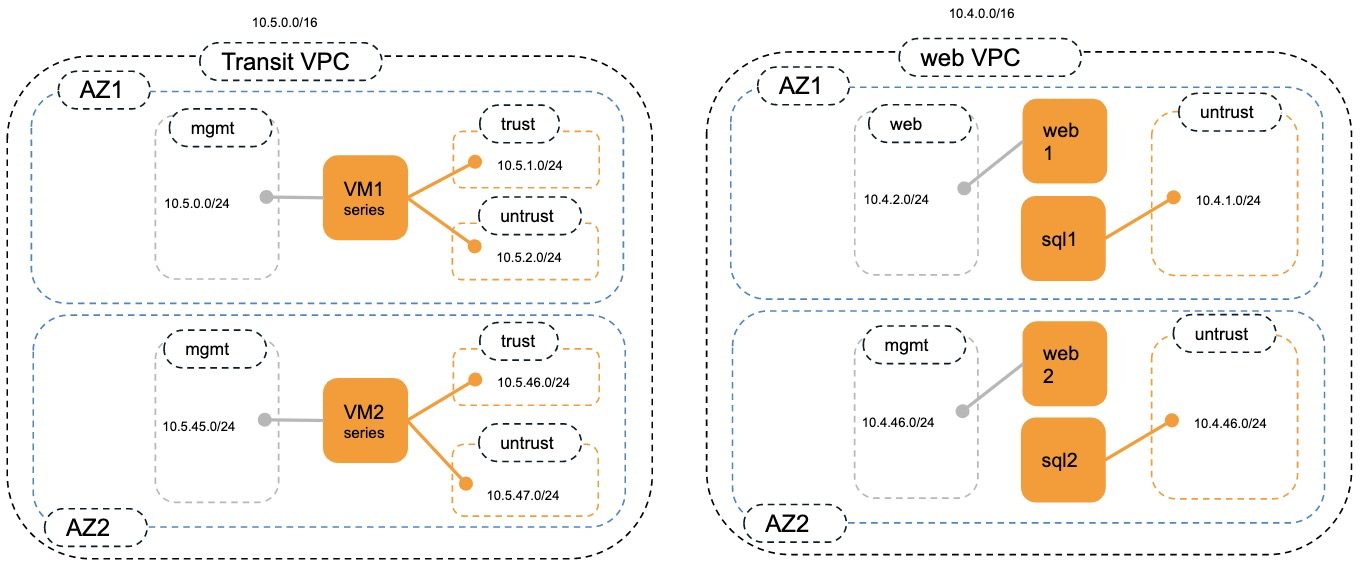 10.5.0.0/16
Transit VPC
AZ1
mgmt
10.5.0.0/24
VM1
series
trust
10.5.1.0/24
untrust
10.5.2.0/24
mgmt
10.5.45.0/24
VM2
series
trust
10.5.46.0/24
untrust
10.5.47.0/24
AZ2
10.4.0.0/16
web VPC
AZ1
web
10.4.2.0/24
web
1
sql1
untrust
10.4.1.0/24
mgmt
10.4.46.0/24
web
2
sql2
untrust
10.4.46.0/24
AZ2